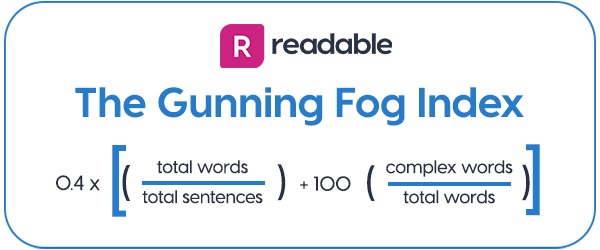 R readable
The Gunning Fog Index
0.4 x [ ( total words / total sentences ) + 100 ( complex words / total words ) ]